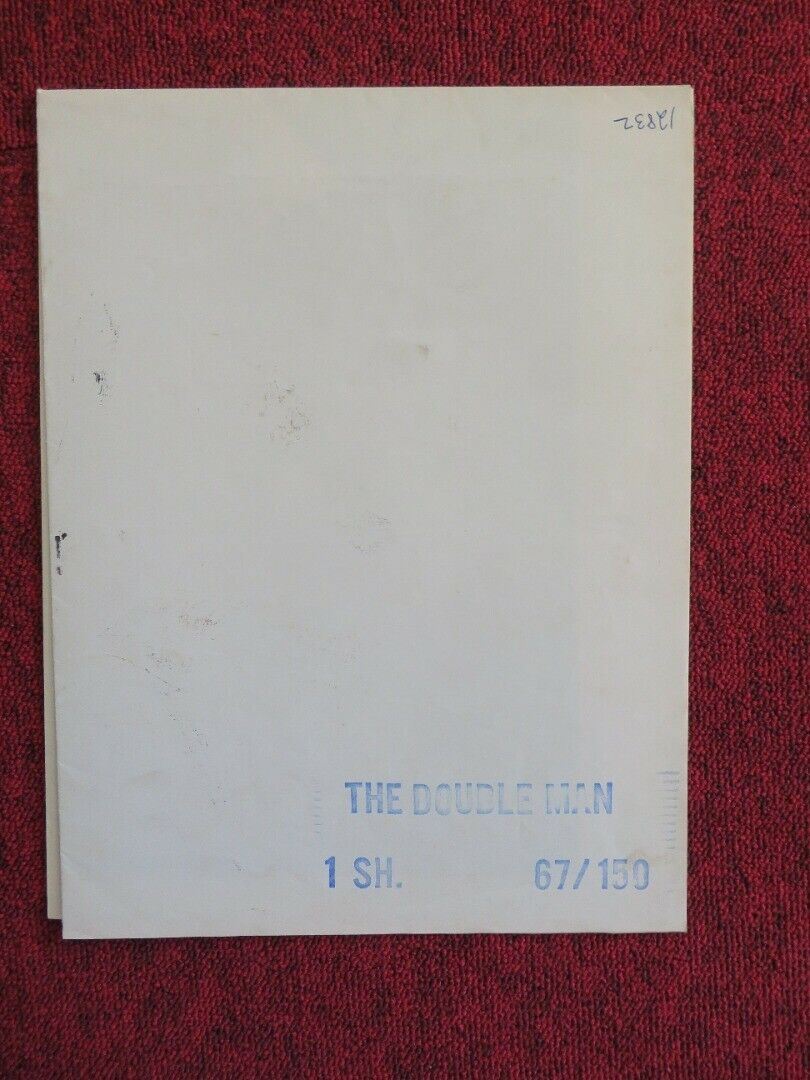 12832
THE DOUBLE MAN
1 SH. 67/150